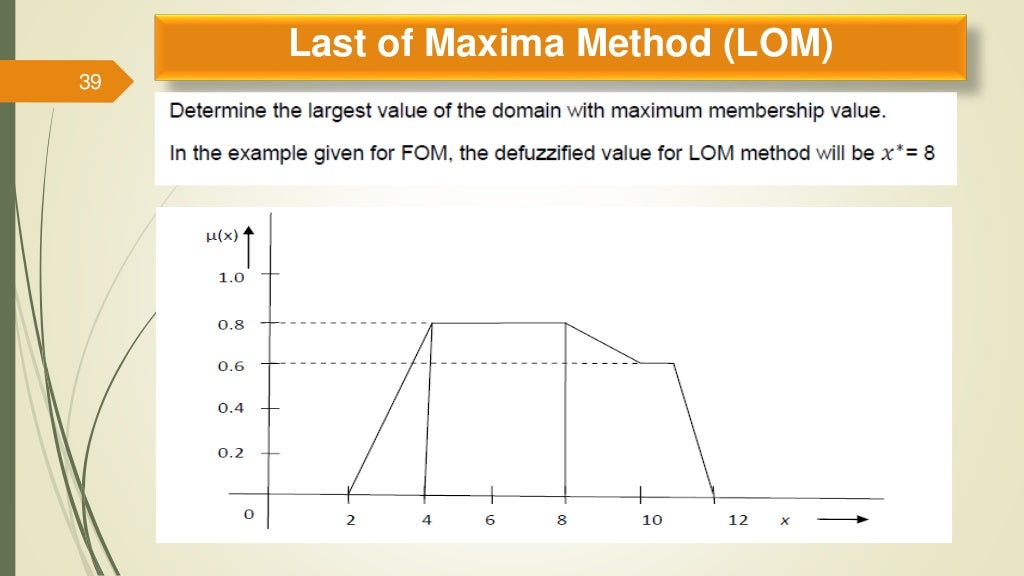 Last of Maxima Method (LOM)
39
Determine the largest value of the domain with maximum membership value.
In the example given for FOM, the defuzzified value for LOM method will be x*= 8
μ(x)
1.0
0.8
0.6
0.4
0.2
0 2 4 6 8 10 12 x